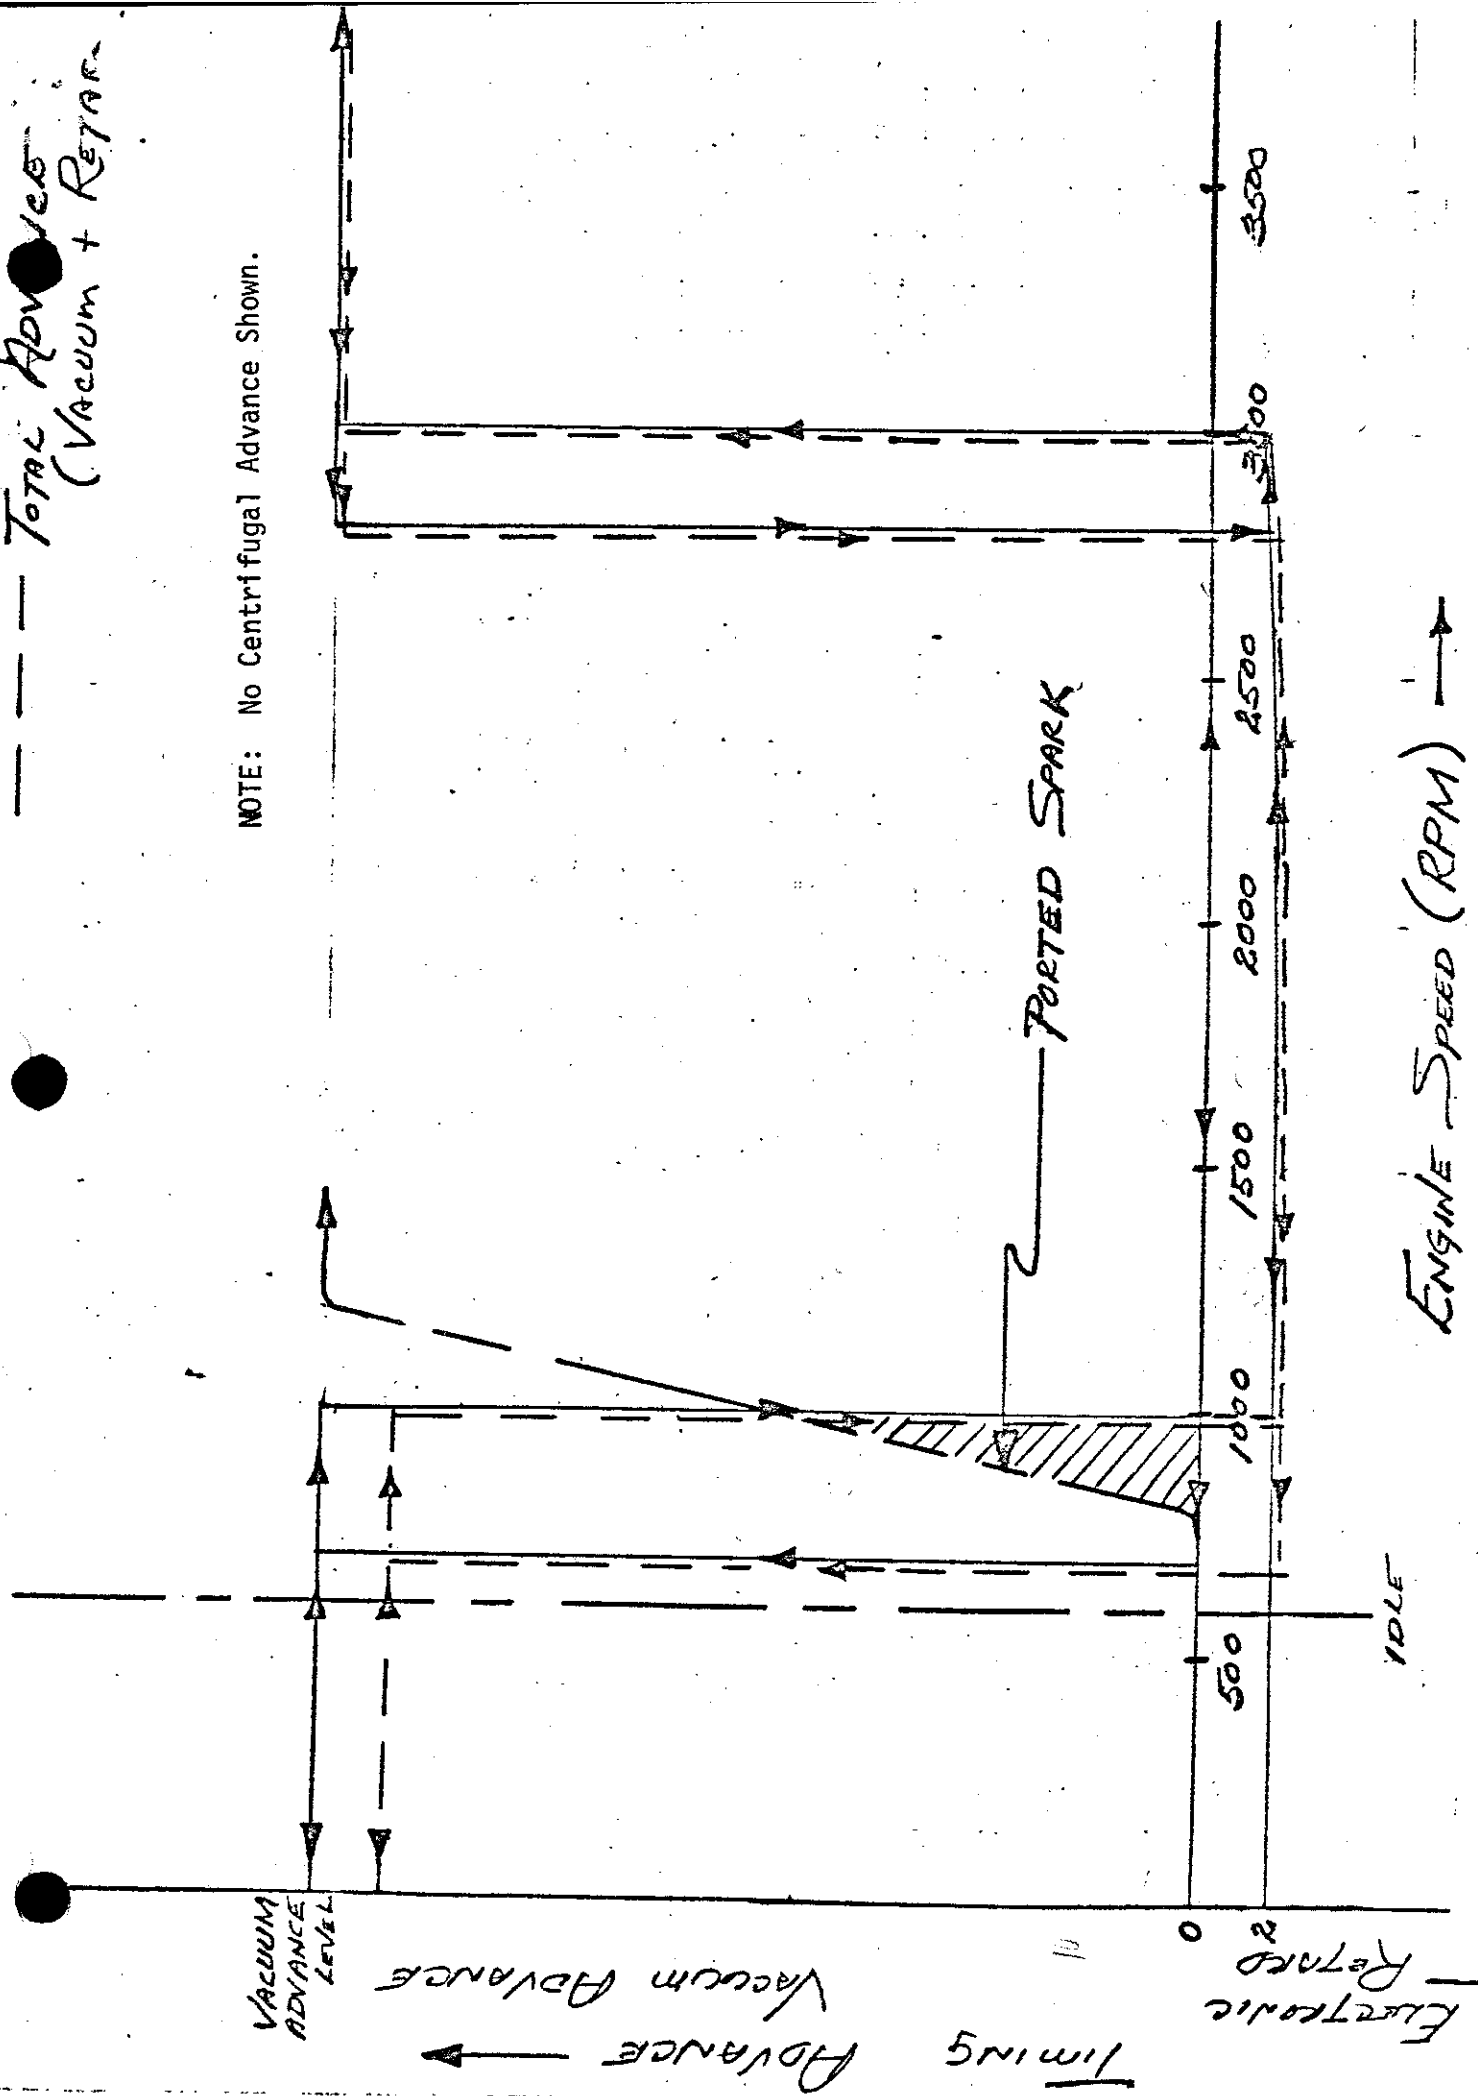 TOTAL ADVANCE
(VACUUM + RETAR
NOTE: No Centrifugal Advance Shown.
VACUUM
ADVANCE
LEVEL
TIMING ADVANCE
VACUUM ADVANCE
PORTED SPARK
0
2
ELECTRONIC
RETARD
500 1000 1500 2000 2500 3000 3500
IDLE
ENGINE SPEED (RPM)